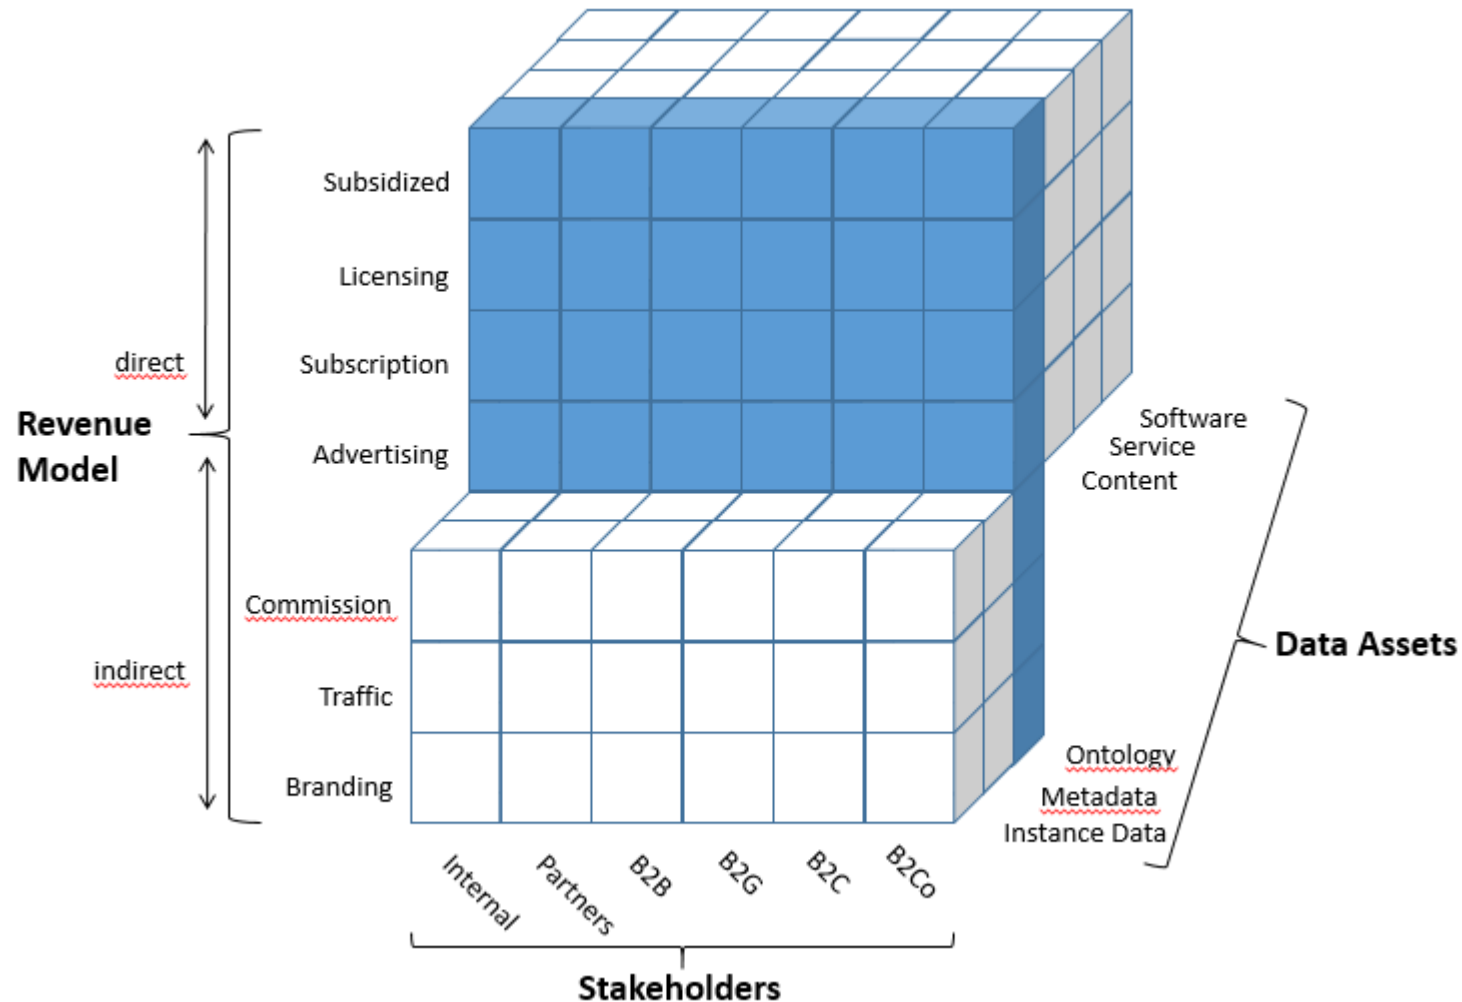 Subsidized
Licensing
direct
Subscription
Revenue
Model
Advertising
Software
Service
Content
Commission
indirect
Traffic
Branding
Data Assets
Ontology
Metadata
Instance Data
Internal
Partners
B2B
B2G
B2C
B2Co
Stakeholders